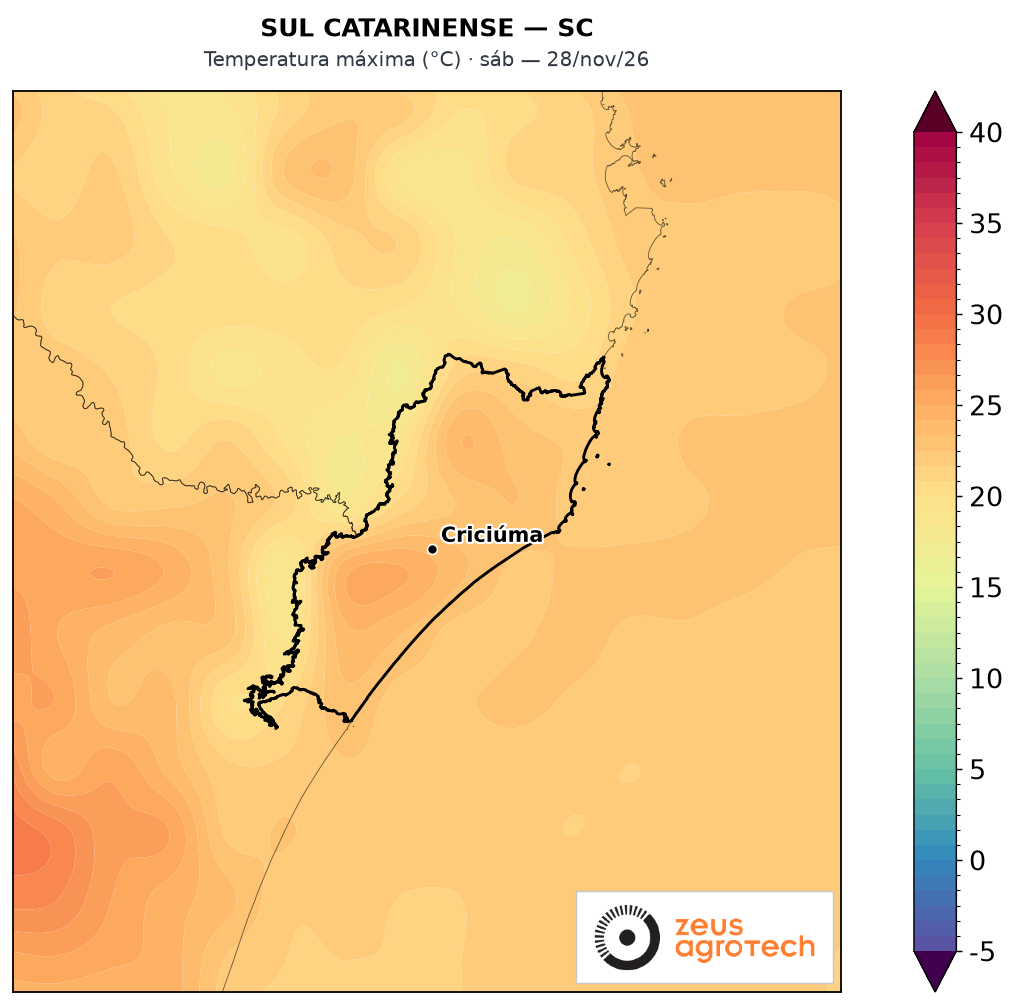 SUL CATARINENSE — SC
Temperatura máxima (°C) · sáb — 28/nov/26
40
35
30
25
20
15
10
5
0
-5
Criciúma
zeus
agrotech